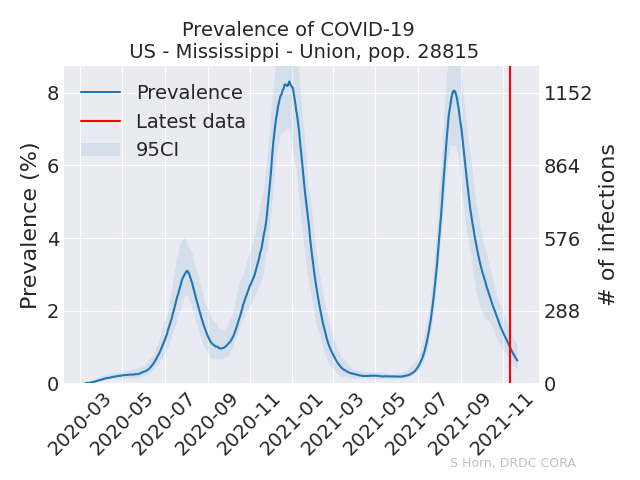 Prevalence of COVID-19
US - Mississippi - Union, pop. 28815
Prevalence
Latest data
95CI
Prevalence (%)
8
6
4
2
0
1152
864
576
288
0
# of infections
2020-03
2020-05
2020-07
2020-09
2020-11
2021-01
2021-03
2021-05
2021-07
2021-09
2021-11
S Horn, DRDC CORA